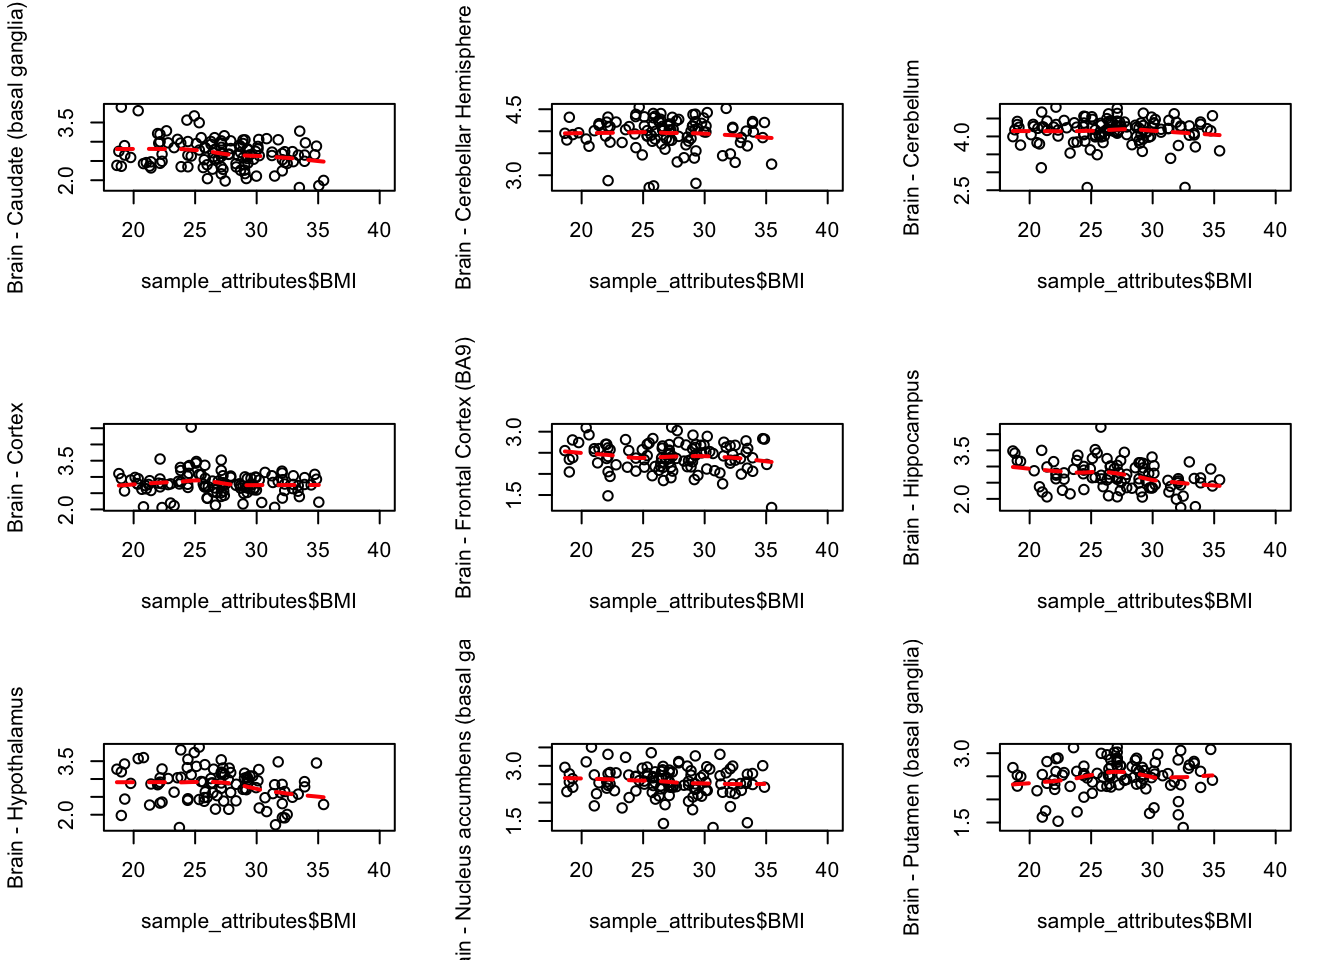 Brain - Caudate (basal ganglia)
3.5
2.0
20 25 30 35 40
sample_attributes$BMI
Brain - Cerebellar Hemisphere
4.5
3.0
20 25 30 35 40
sample_attributes$BMI
Brain - Cerebellum
4.0
2.5
20 25 30 35 40
sample_attributes$BMI
Brain - Cortex
3.5
2.0
20 25 30 35 40
sample_attributes$BMI
Brain - Frontal Cortex (BA9)
3.0
1.5
20 25 30 35 40
sample_attributes$BMI
Brain - Hippocampus
3.5
2.0
20 25 30 35 40
sample_attributes$BMI
Brain - Hypothalamus
3.5
2.0
20 25 30 35 40
sample_attributes$BMI
ain - Nucleus accumbens (basal ga
3.0
1.5
20 25 30 35 40
sample_attributes$BMI
Brain - Putamen (basal ganglia)
3.0
1.5
20 25 30 35 40
sample_attributes$BMI